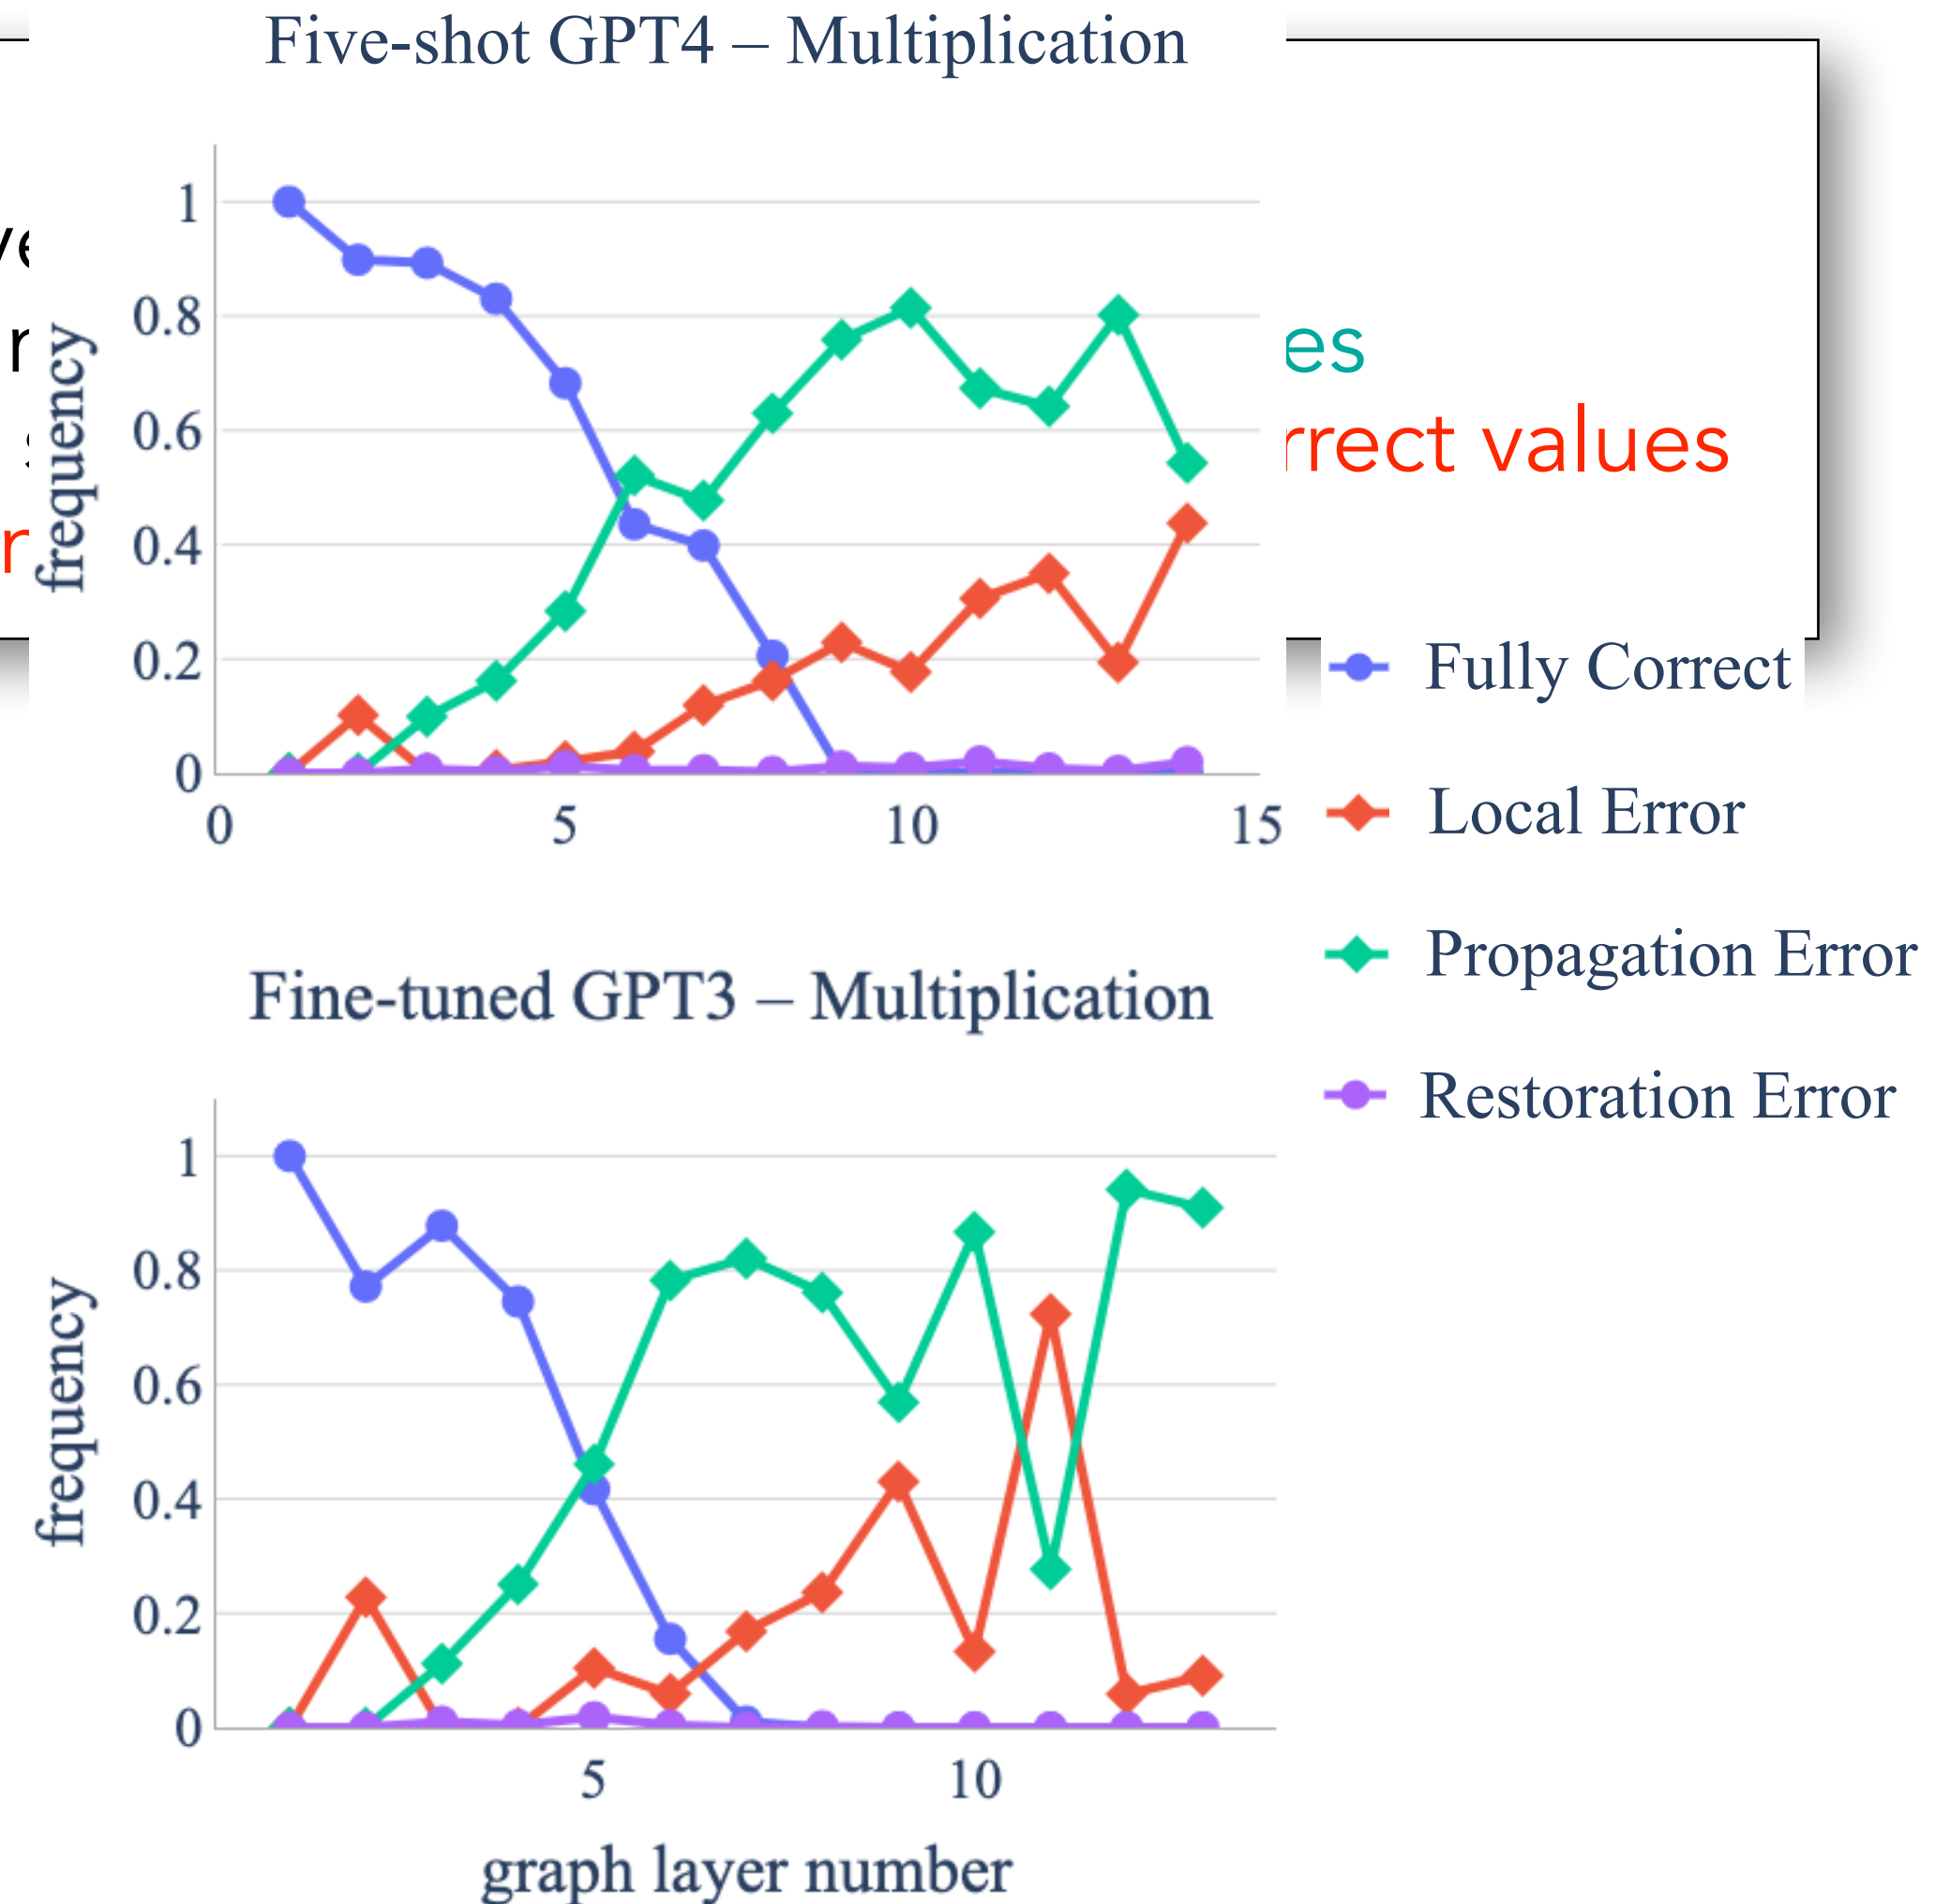 Five-shot GPT4 – Multiplication
1
0.8
0.6
0.4
0.2
0
frequency
0 5 10 15
es
rrect values
Fully Correct
Local Error
Propagation Error
Restoration Error
Fine-tuned GPT3 – Multiplication
1
0.8
0.6
0.4
0.2
0
frequency
5 10
graph layer number